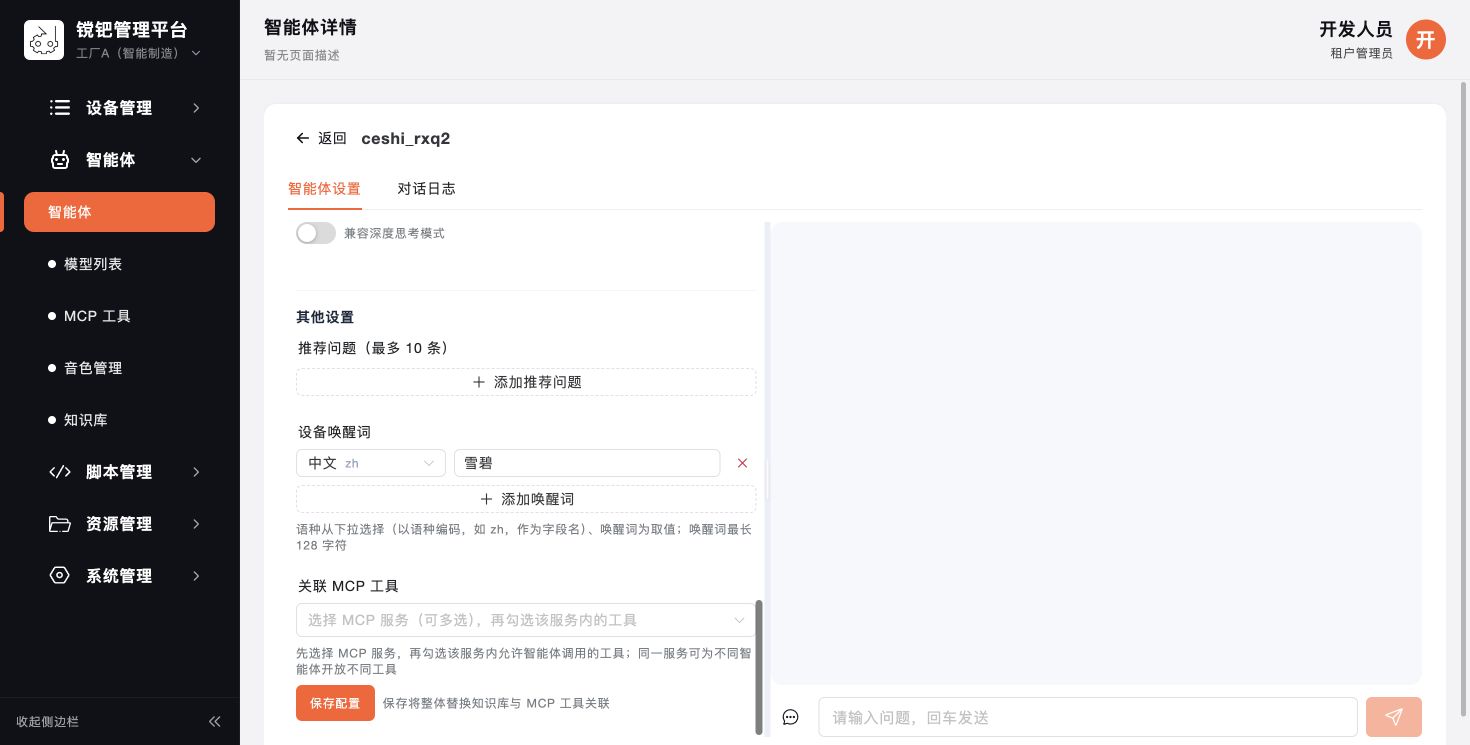 镋钯管理平台
工厂A（智能制造）
设备管理
智能体
智能体
模型列表
MCP 工具
音色管理
知识库
脚本管理
资源管理
系统管理
收起侧边栏
智能体详情
暂无页面描述
开发人员
租户管理员
开
返回 ceshi_rxq2
智能体设置 对话日志
兼容深度思考模式
其他设置
推荐问题（最多 10 条）
添加推荐问题
设备唤醒词
中文 zh 雪碧
添加唤醒词
语种从下拉选择（以语种编码，如 zh，作为字段名）、唤醒词为取值；唤醒词最长
128 字符
关联 MCP 工具
选择 MCP 服务（可多选），再勾选该服务内的工具
先选择 MCP 服务，再勾选该服务内允许智能体调用的工具；同一服务可为不同智
能体开放不同工具
保存配置 保存将整体替换知识库与 MCP 工具关联
请输入问题，回车发送